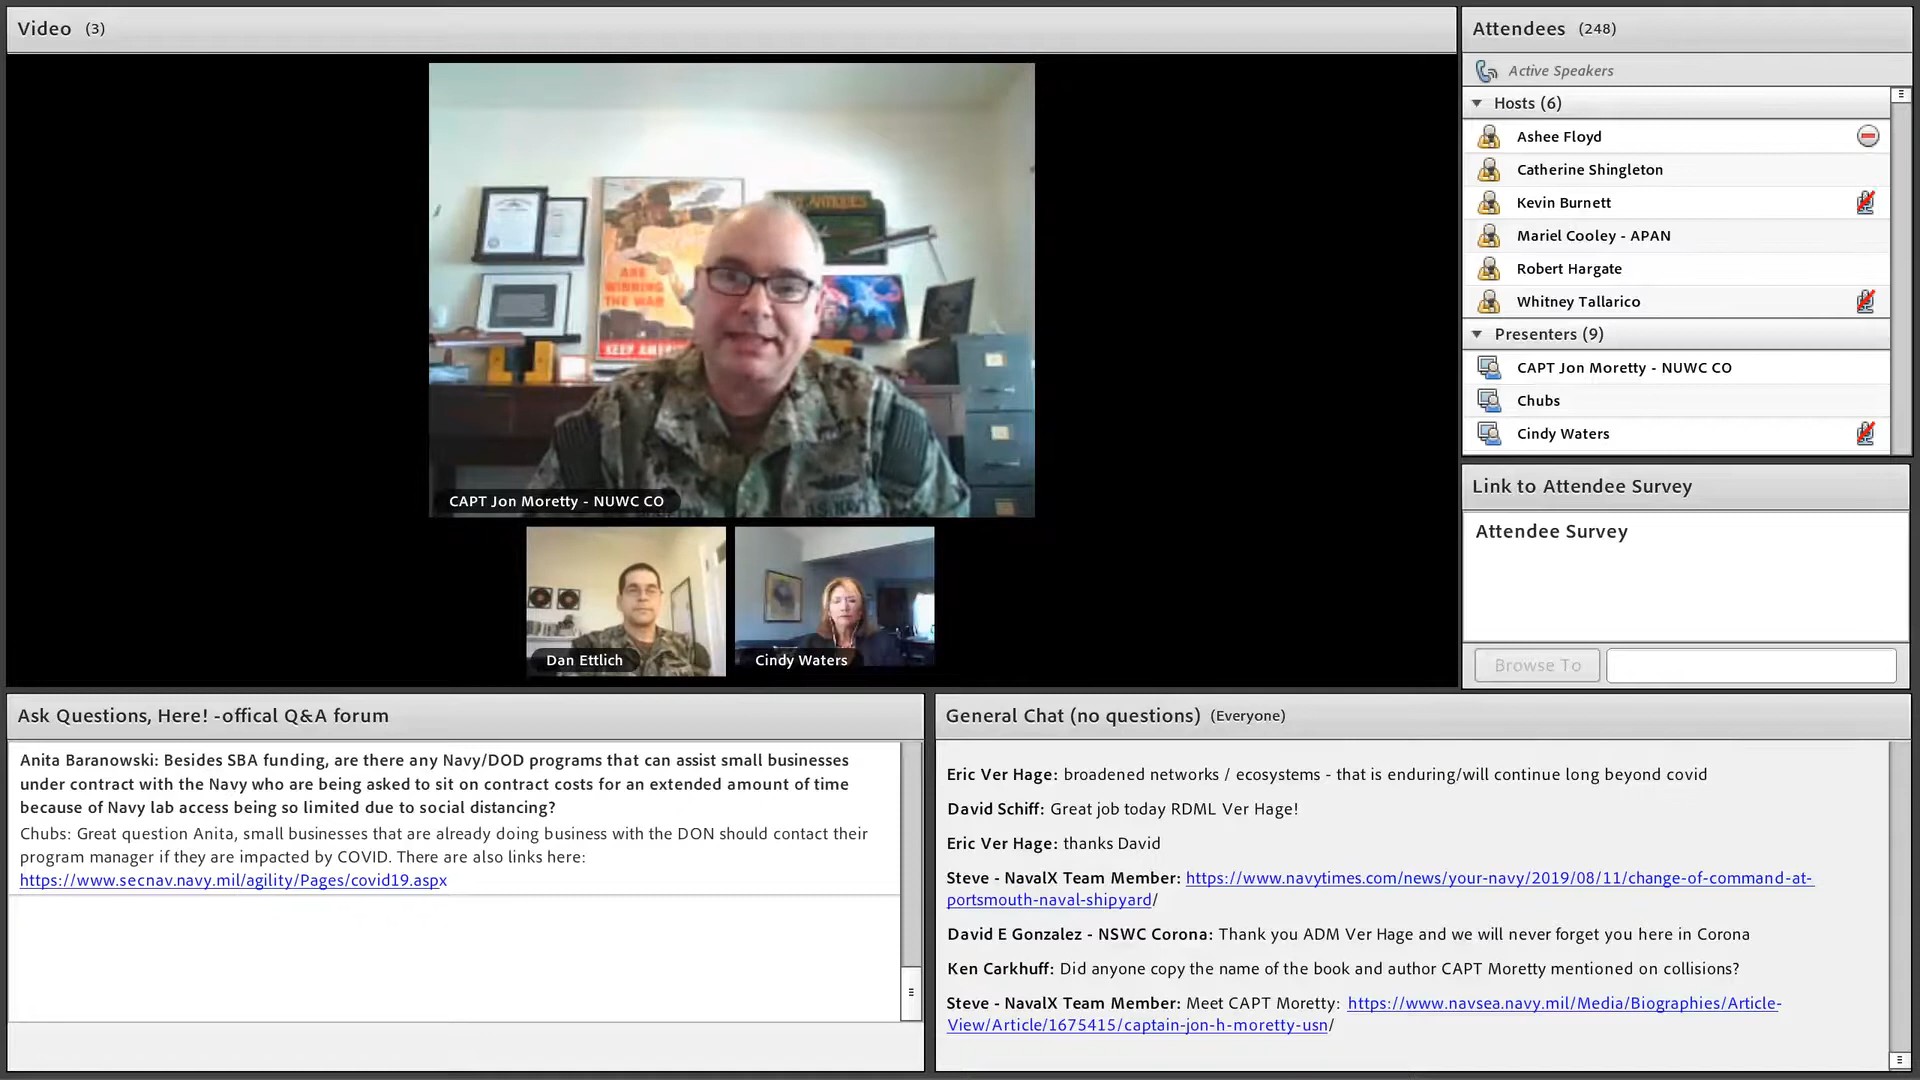 Video (3)
ANTIQUES
ARE
WINNING
THE WAR
KEEP AMERI
U.S. NAVY
CAPT Jon Moretty - NUWC CO
Dan Ettlich
Cindy Waters
Attendees (248)
Active Speakers
Hosts (6)
Ashee Floyd
Catherine Shingleton
Kevin Burnett
Mariel Cooley - APAN
Robert Hargate
Whitney Tallarico
Presenters (9)
CAPT Jon Moretty - NUWC CO
Chubs
Cindy Waters
Link to Attendee Survey
Attendee Survey
Browse To
Ask Questions, Here! -offical Q&A forum
Anita Baranowski: Besides SBA funding, are there any Navy/DOD programs that can assist small businesses
under contract with the Navy who are being asked to sit on contract costs for an extended amount of time
because of Navy lab access being so limited due to social distancing?
Chubs: Great question Anita, small businesses that are already doing business with the DON should contact their
program manager if they are impacted by COVID. There are also links here:
https://www.secnav.navy.mil/agility/Pages/covid19.aspx
General Chat (no questions) (Everyone)
Eric Ver Hage: broadened networks / ecosystems - that is enduring/will continue long beyond covid
David Schiff: Great job today RDML Ver Hage!
Eric Ver Hage: thanks David
Steve - NavalX Team Member: https://www.navytimes.com/news/your-navy/2019/08/11/change-of-command-at-
portsmouth-naval-shipyard/
David E Gonzalez - NSWC Corona: Thank you ADM Ver Hage and we will never forget you here in Corona
Ken Carkhuff: Did anyone copy the name of the book and author CAPT Moretty mentioned on collisions?
Steve - NavalX Team Member: Meet CAPT Moretty: https://www.navsea.navy.mil/Media/Biographies/Article-
View/Article/1675415/captain-jon-h-moretty-usn/